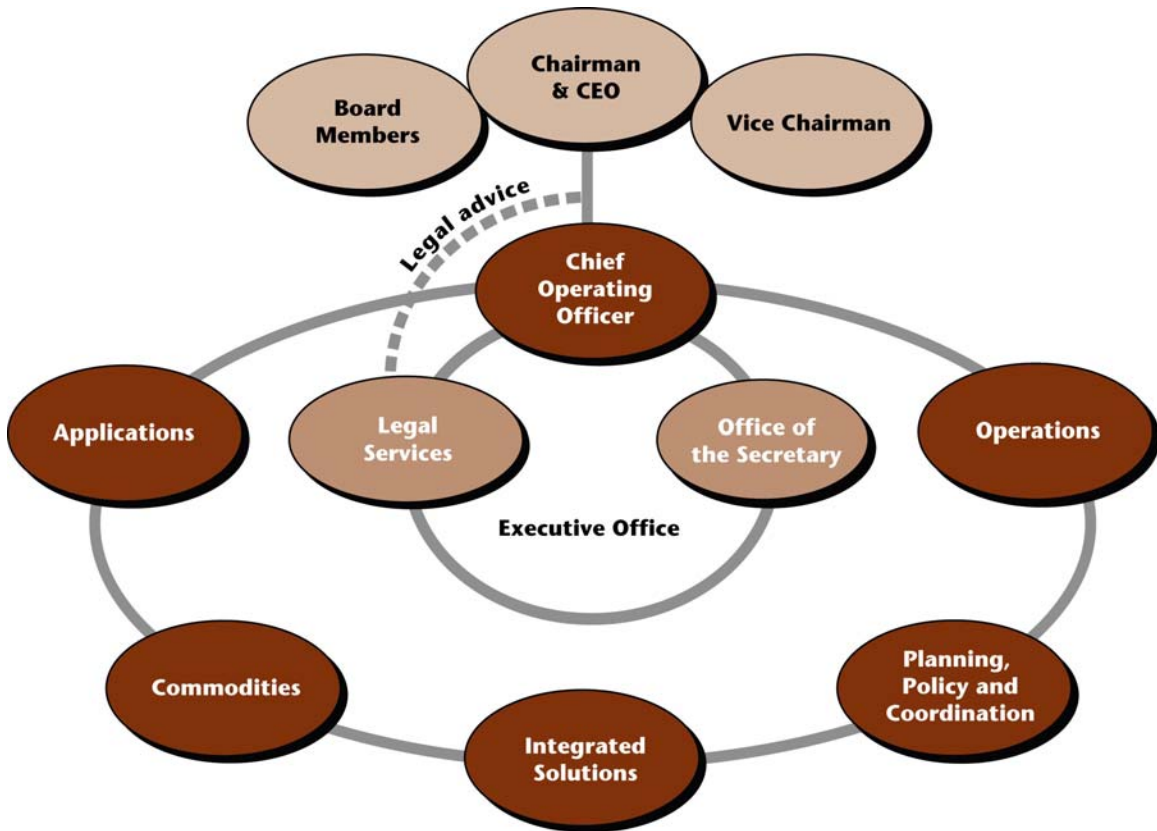 Chairman
& CEO
Board
Members
Vice Chairman
Legal advice
Chief
Operating
Officer
Applications
Legal
Services
Office of
the Secretary
Operations
Executive Office
Commodities
Planning,
Policy and
Coordination
Integrated
Solutions